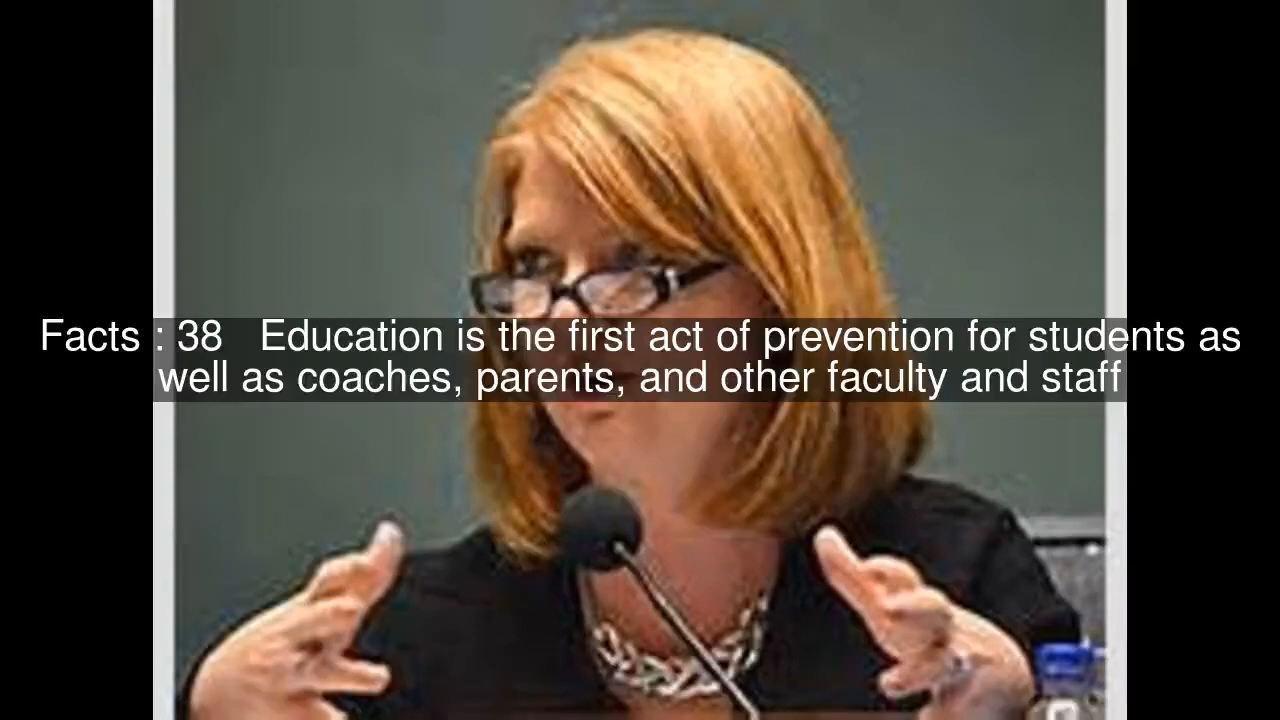 Facts : 38   Education is the first act of prevention for students as
well as coaches, parents, and other faculty and staff